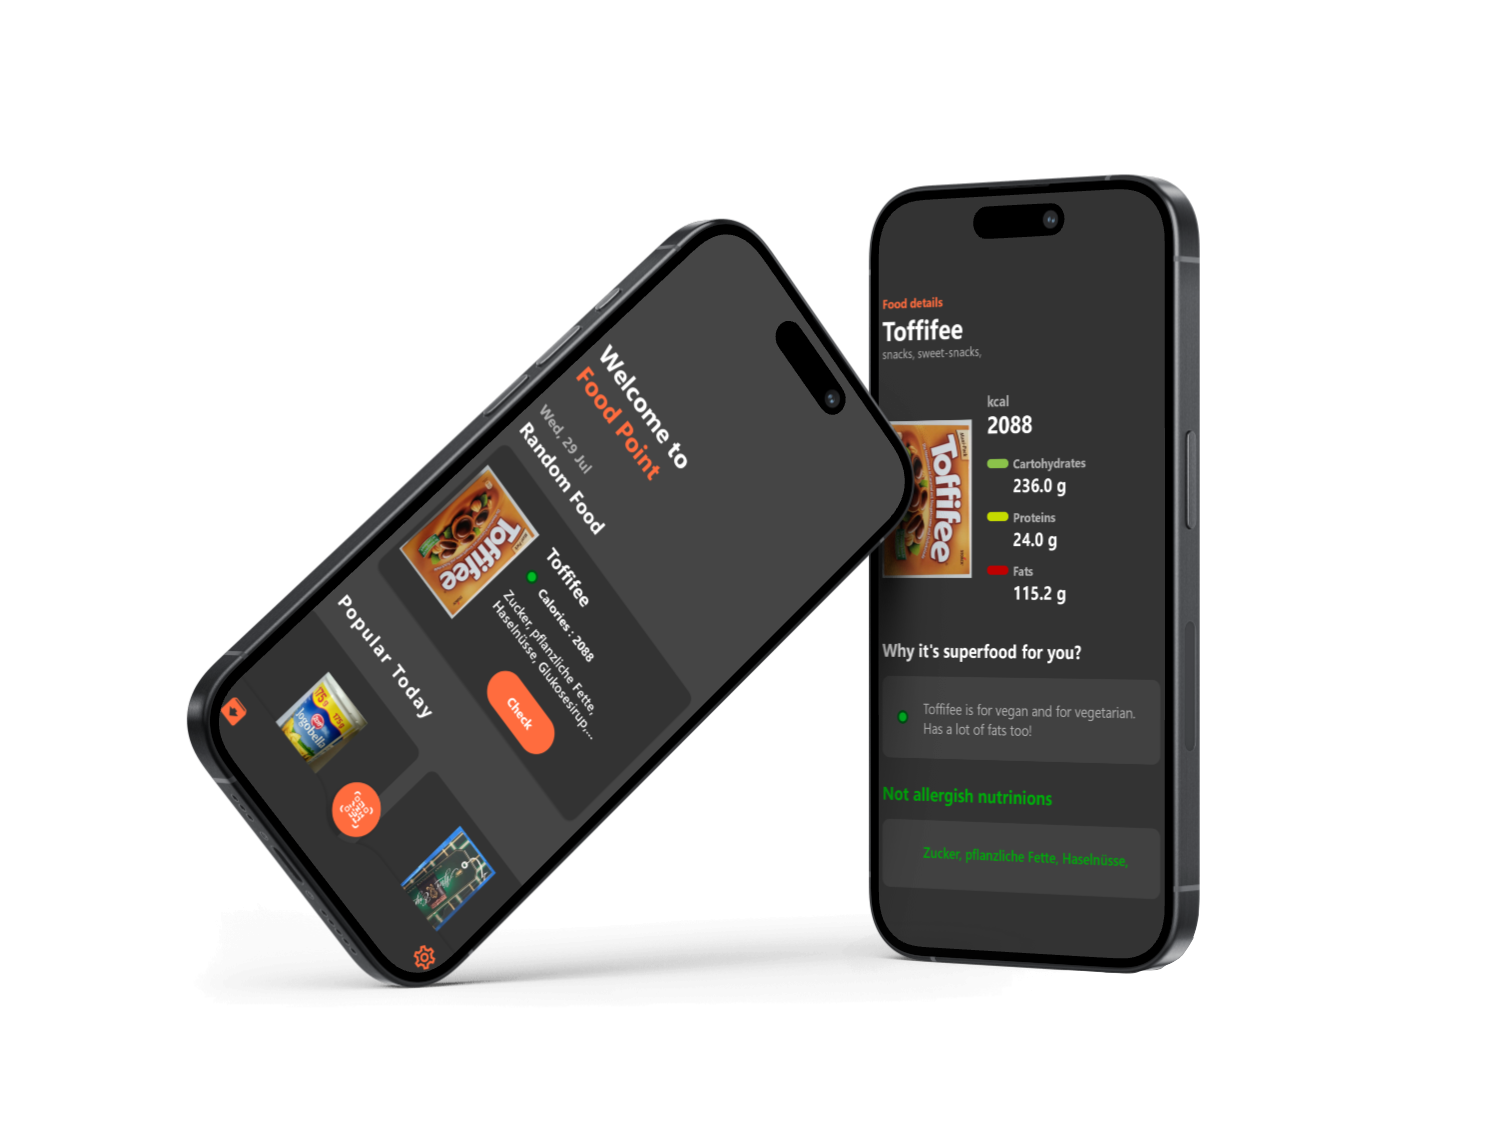 Welcome to
Food Point
Wed, 29 Jul
Random Food
Toffifee
Toffifee
Calories : 2088
Zucker, pflanzliche Fette,
Haselnüsse, Glukosesirup,...
Check
Popular Today
175g
175g
Jogobella
Food details
Toffifee
snacks, sweet-snacks,
Toffifee
kcal
2088
Cartohydrates
236.0 g
Proteins
24.0 g
Fats
115.2 g
Why it's superfood for you?
Toffifee is for vegan and for vegetarian.
Has a lot of fats too!
Not allergish nutrinions
Zucker, pflanzliche Fette, Haselnüsse,